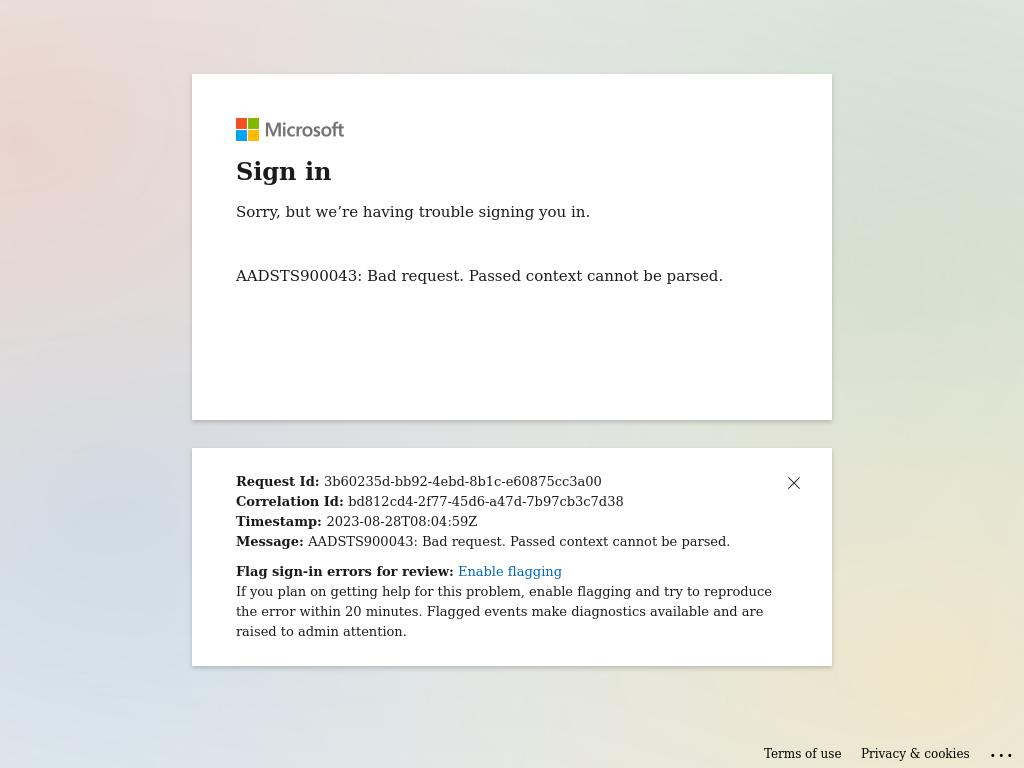 Microsoft
Sign in
Sorry, but we’re having trouble signing you in.
AADSTS900043: Bad request. Passed context cannot be parsed.
Request Id: 3b60235d-bb92-4ebd-8b1c-e60875cc3a00
Correlation Id: bd812cd4-2f77-45d6-a47d-7b97cb3c7d38
Timestamp: 2023-08-28T08:04:59Z
Message: AADSTS900043: Bad request. Passed context cannot be parsed.
Flag sign-in errors for review: Enable flagging
If you plan on getting help for this problem, enable flagging and try to reproduce
the error within 20 minutes. Flagged events make diagnostics available and are
raised to admin attention.
Terms of use Privacy & cookies ...